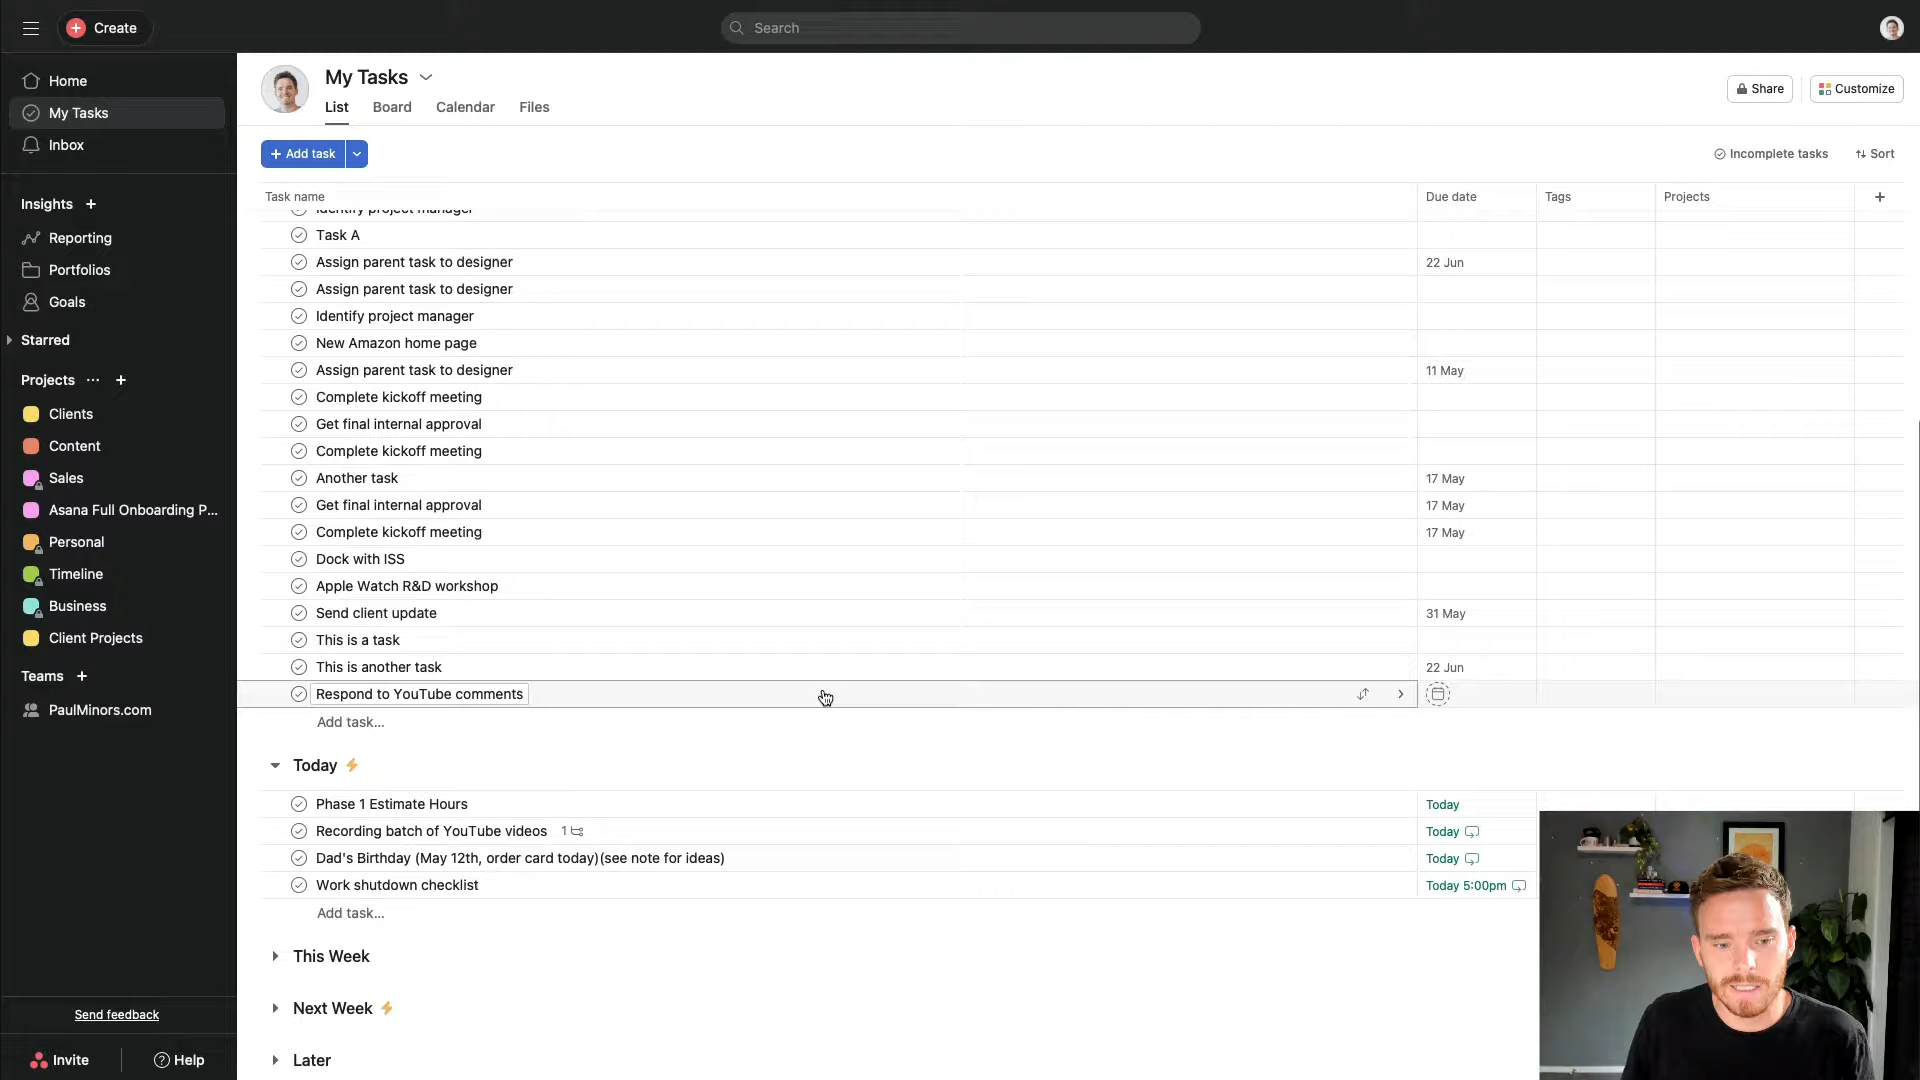 Create
Search
Home
My Tasks
Inbox
Insights
Reporting
Portfolios
Goals
Starred
Projects
Clients
Content
Sales
Asana Full Onboarding P...
Personal
Timeline
Business
Client Projects
Teams
PaulMinors.com
Send feedback
Invite
Help
My Tasks
List Board Calendar Files
Share
Customize
+ Add task
Incomplete tasks
Sort
Task name Due date Tags Projects
Identify project manager
Task A
Assign parent task to designer 22 Jun
Assign parent task to designer
Identify project manager
New Amazon home page
Assign parent task to designer 11 May
Complete kickoff meeting
Get final internal approval
Complete kickoff meeting
Another task 17 May
Get final internal approval 17 May
Complete kickoff meeting 17 May
Dock with ISS
Apple Watch R&D workshop
Send client update 31 May
This is a task
This is another task 22 Jun
Respond to YouTube comments
Add task...
Today
Phase 1 Estimate Hours Today
Recording batch of YouTube videos 1 Today
Dad's Birthday (May 12th, order card today)(see note for ideas) Today
Work shutdown checklist Today 5:00pm
Add task...
This Week
Next Week
Later